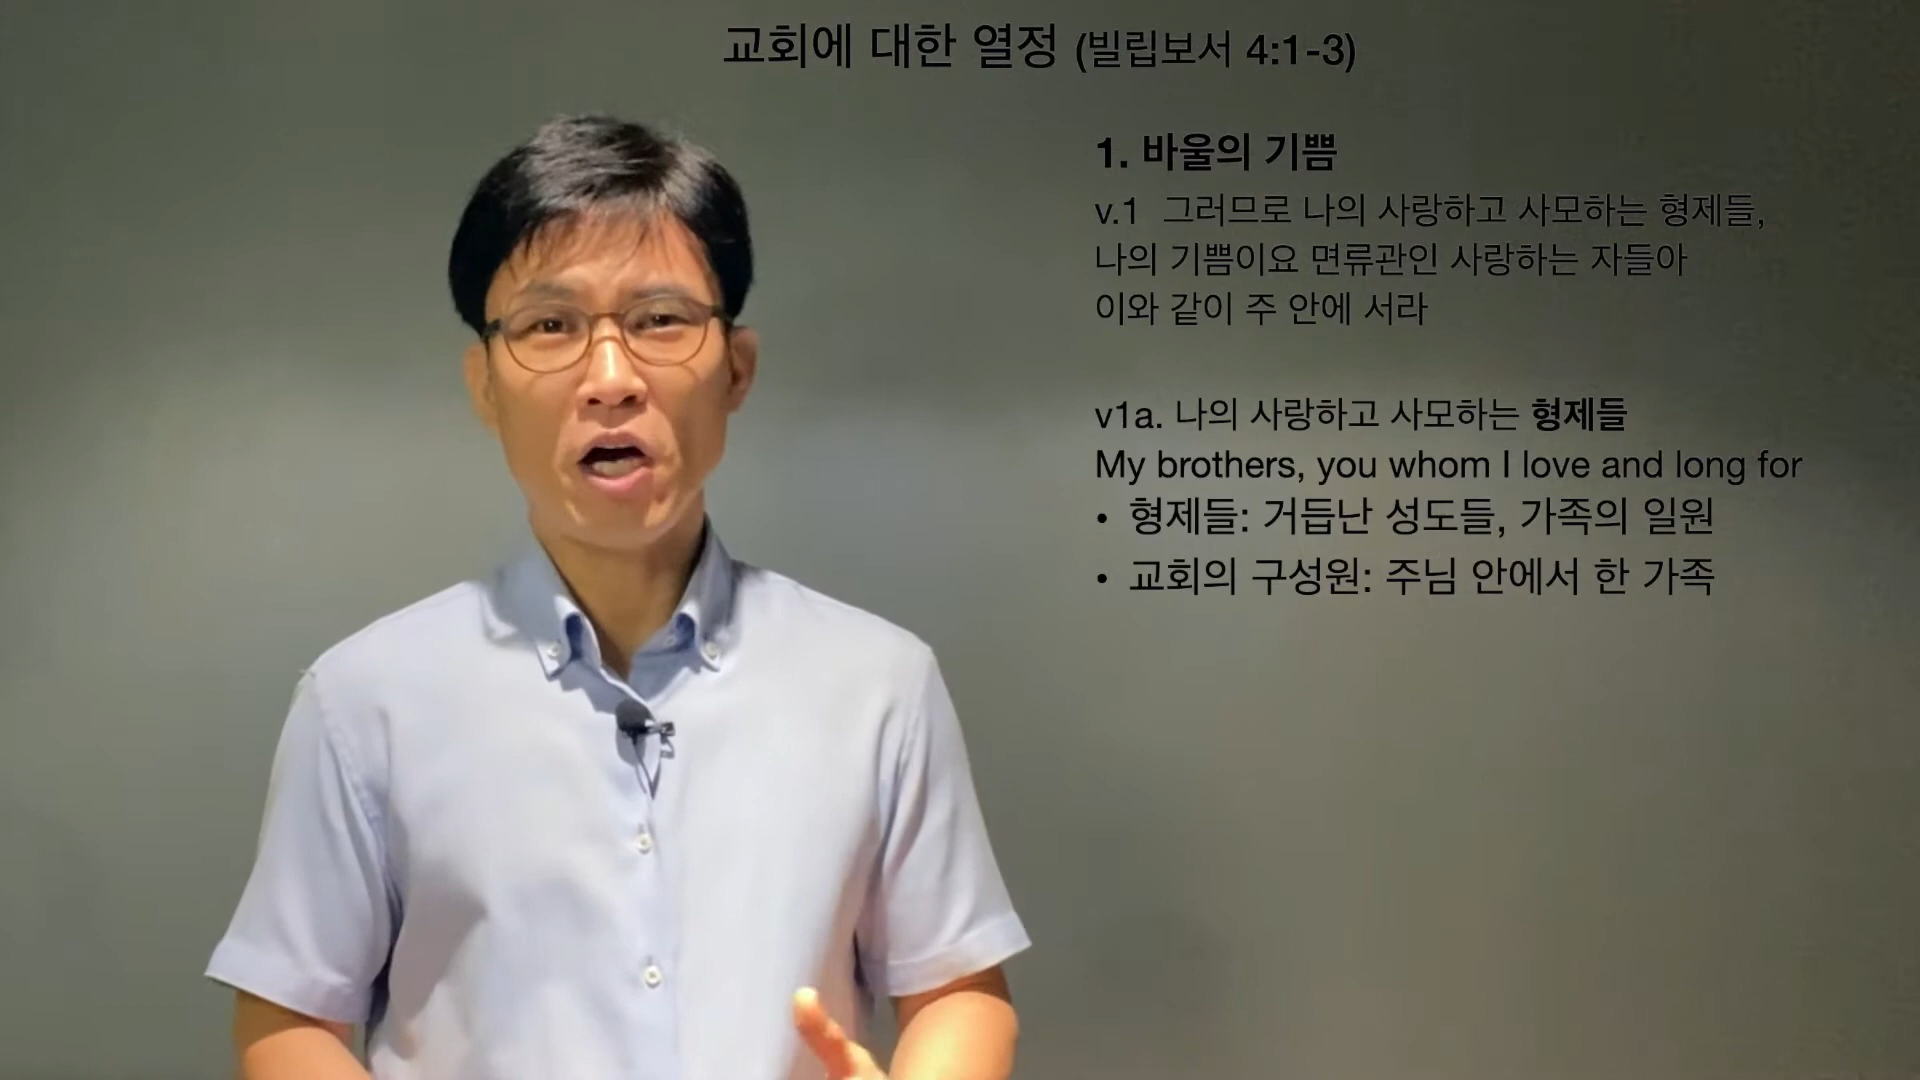 교회에 대한 열정 (빌립보서 4:1-3)
1. 바울의 기쁨
v.1 그러므로 나의 사랑하고 사모하는 형제들,
나의 기쁨이요 면류관인 사랑하는 자들아
이와 같이 주 안에 서라
v1a. 나의 사랑하고 사모하는 형제들
My brothers, you whom I love and long for
• 형제들: 거듭난 성도들, 가족의 일원
• 교회의 구성원: 주님 안에서 한 가족